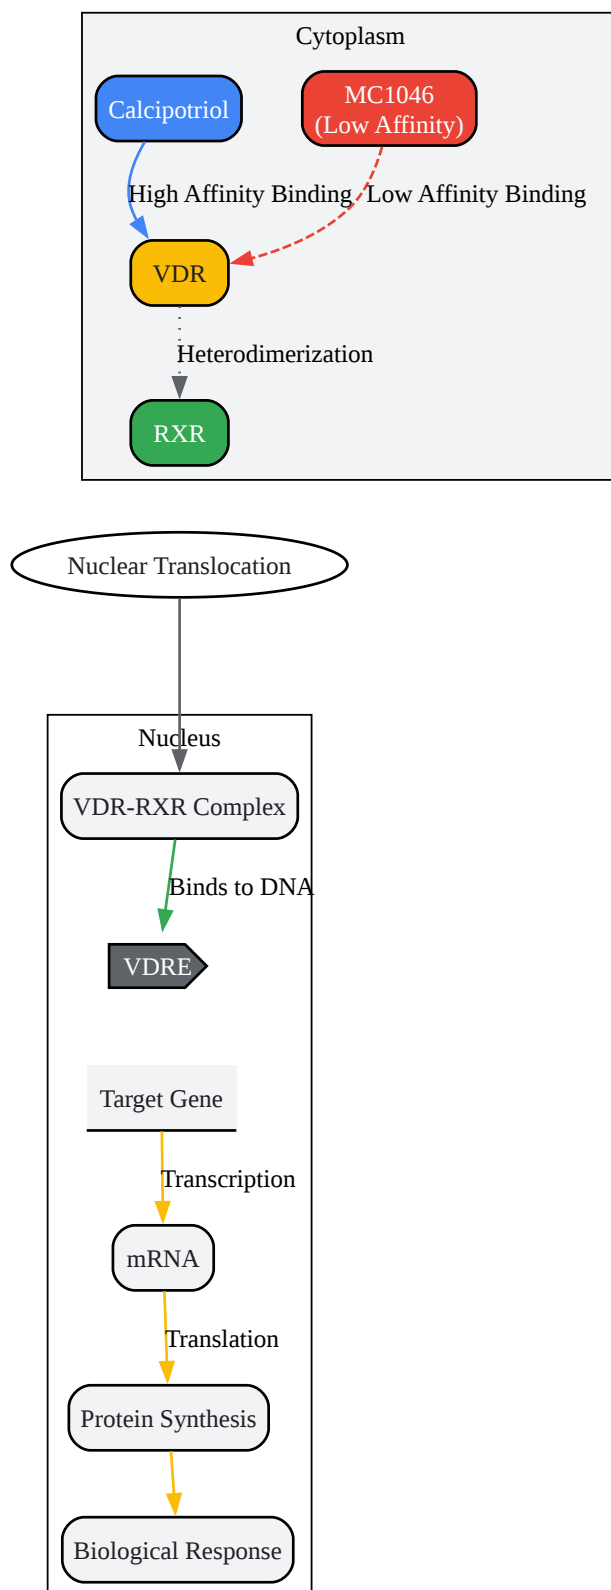 Cytoplasm
Calcipotriol
MC1046
(Low Affinity)
High Affinity Binding
Low Affinity Binding
VDR
Heterodimerization
RXR
Nuclear Translocation
Nucleus
VDR-RXR Complex
Binds to DNA
VDRE
Target Gene
Transcription
mRNA
Translation
Protein Synthesis
Biological Response